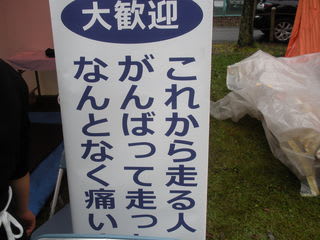 大歓迎
これから走る人
がんばって走っ
なんとなく痛い